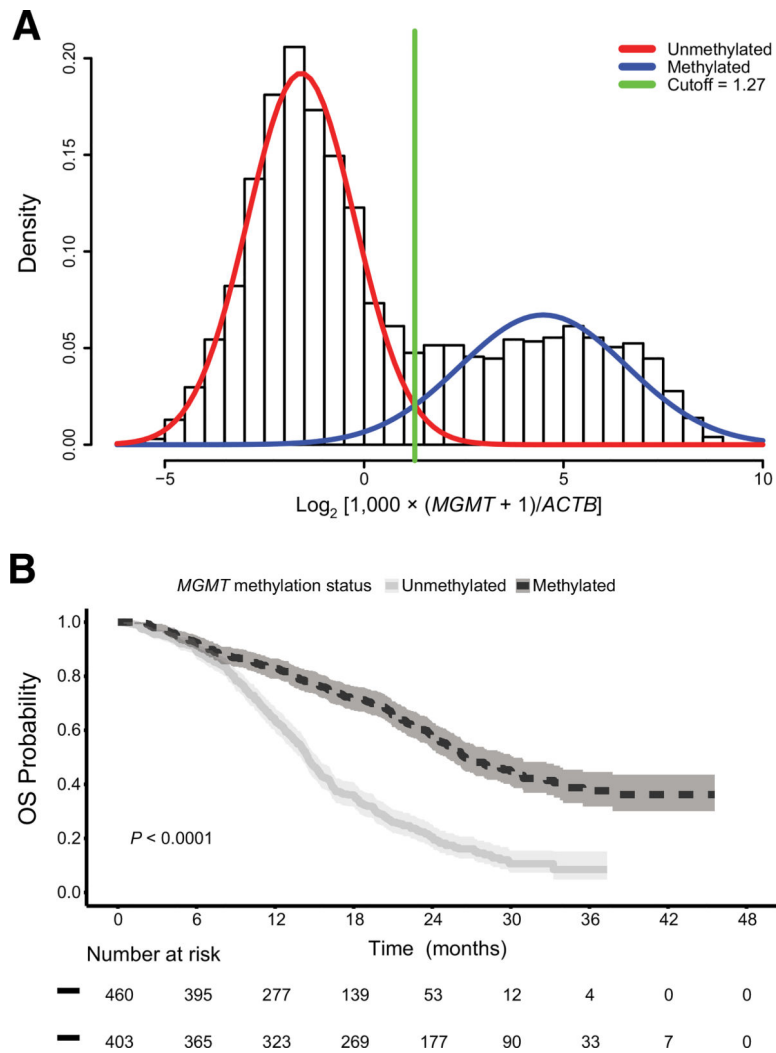 A
Unmethylated
Methylated
Cutoff = 1.27
Density
0.20
0.15
0.10
0.05
0.00
−5 0 5 10
Log2 [1,000 × (MGMT + 1)/ACTB]
B
MGMT methylation status Unmethylated Methylated
OS Probability
1.0
0.8
0.6
0.4
0.2
0.0
P < 0.0001
0 6 12 18 24 30 36 42 48
Time (months)
Number at risk
460 395 277 139 53 12 4 0 0
403 365 323 269 177 90 33 7 0